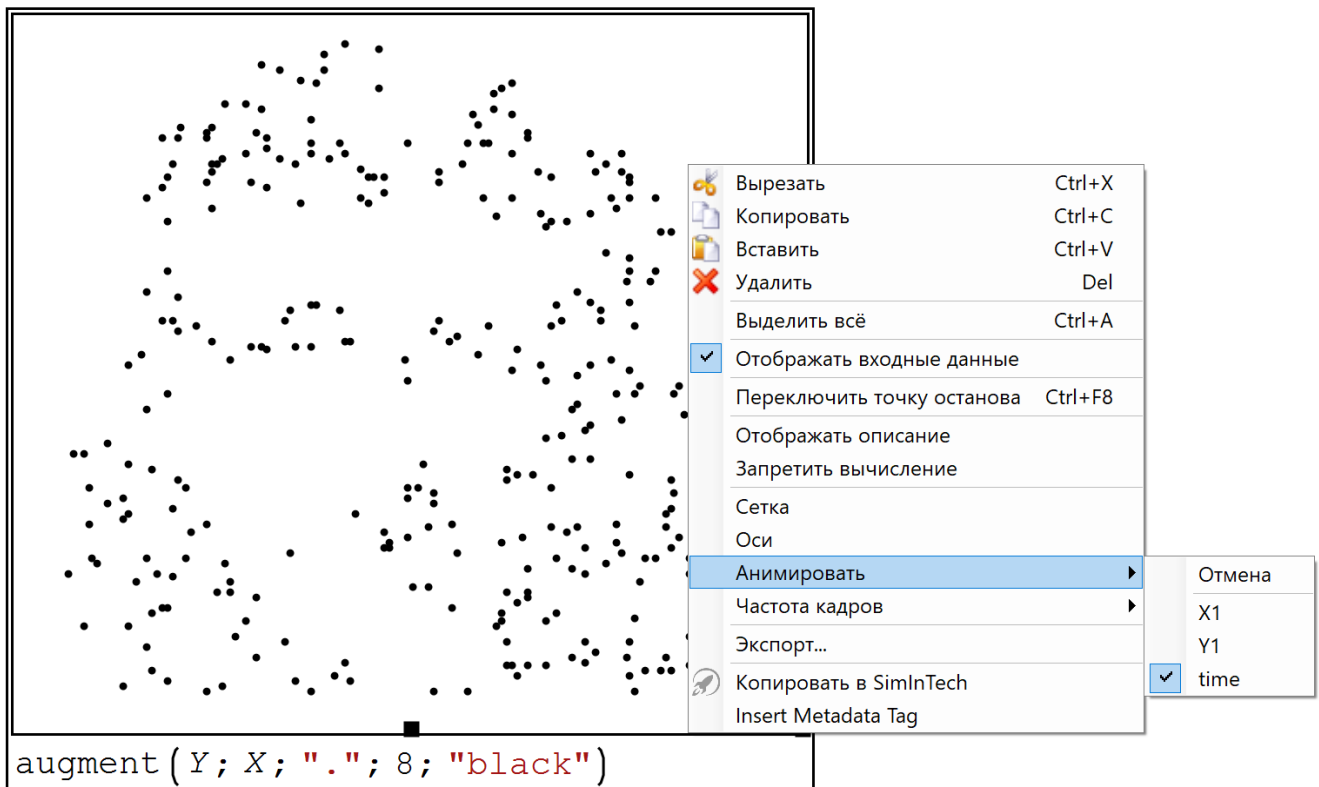 Вырезать Ctrl+X
Копировать Ctrl+C
Вставить Ctrl+V
Удалить Del
Выделить всё Ctrl+A
Отображать входные данные
Переключить точку останова Ctrl+F8
Отображать описание
Запретить вычисление
Сетка
Оси
Анимировать
Частота кадров
Экспорт...
Копировать в SimInTech
Insert Metadata Tag
Отмена
X1
Y1
time
augment(Y; X; "."; 8; "black")